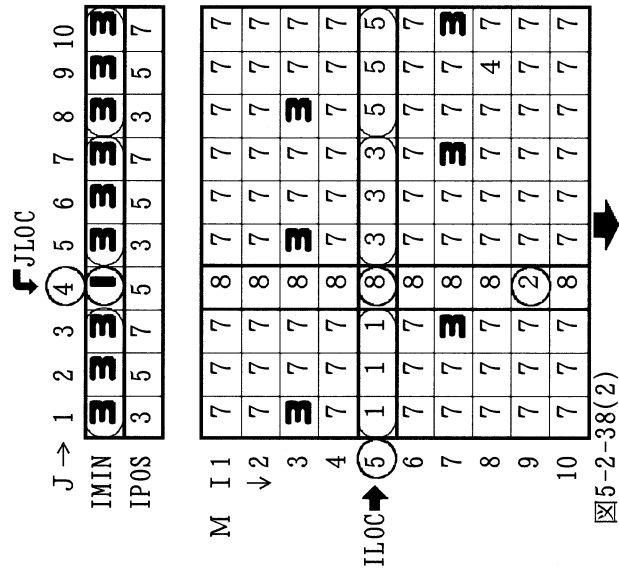 JLOC
J → 1 2 3 4 5 6 7 8 9 10
IMIN 3 3 3 1 3 3 3 3 3 3
IPOS 3 5 7 5 3 5 7 3 5 7
M I 1 7 7 7 8 7 7 7 7 7 7
↓ 2 7 7 7 8 7 7 7 7 7 7
3 3 7 7 8 3 7 7 3 7 7
4 7 7 7 8 7 7 7 7 7 7
ILOC 5 1 1 1 8 3 3 3 5 5 5
6 7 7 7 8 7 7 7 7 7 7
7 7 7 3 8 7 7 3 7 7 3
8 7 7 7 8 7 7 7 7 4 7
9 7 7 7 2 7 7 7 7 7 7
10 7 7 7 8 7 7 7 7 7 7
図5-2-38(2)